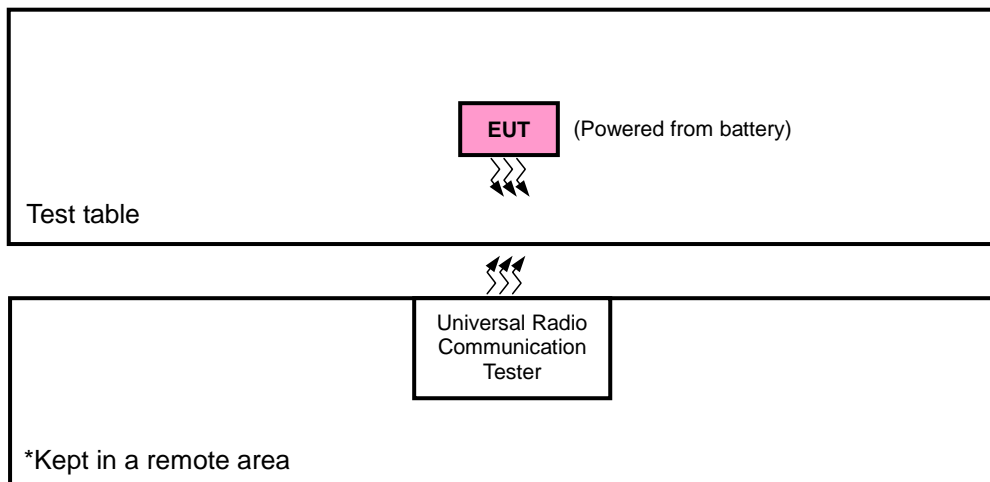 EUT
(Powered from battery)
Test table
Universal Radio
Communication
Tester
*Kept in a remote area